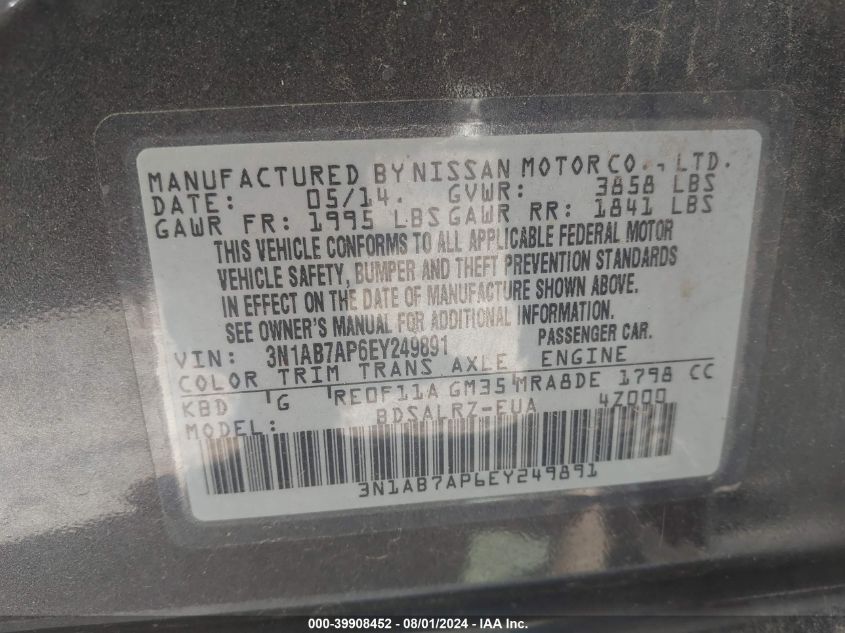 MANUFACTURED BY NISSAN MOTOR CO., LTD.
DATE: 05/14. GVWR: 3858 LBS
GAWR FR: 1995 LBS GAWR RR: 1841 LBS
THIS VEHICLE CONFORMS TO ALL APPLICABLE FEDERAL MOTOR
VEHICLE SAFETY, BUMPER AND THEFT PREVENTION STANDARDS
IN EFFECT ON THE DATE OF MANUFACTURE SHOWN ABOVE.
SEE OWNER'S MANUAL FOR ADDITIONAL INFORMATION.
VIN: 3N1AB7AP6EY249891 PASSENGER CAR.
COLOR TRIM TRANS AXLE ENGINE
KBD G RE0F11A GM35 MRA8DE 1798 CC
MODEL: BDSALRZ-EUA 4Z000
3N1AB7AP6EY249891
000-39908452 - 08/01/2024 - IAA Inc.